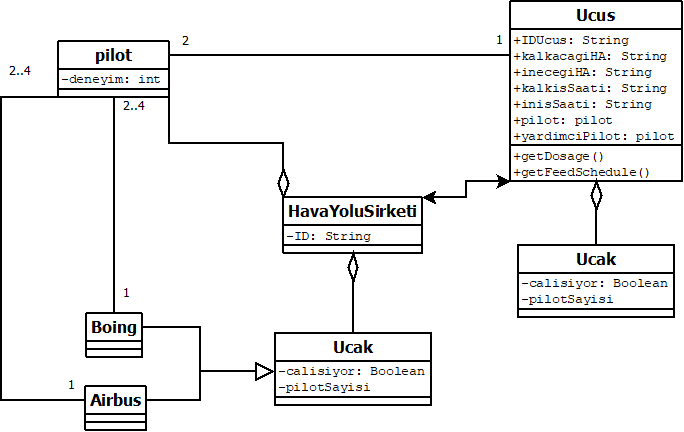 Ucus
+IDUcus: String
+kalkacagiHA: String
+inecegiHA: String
+kalkisSaati: String
+inisSaati: String
+pilot: pilot
+yardimciPilot: pilot
+getDosage()
+getFeedSchedule()
pilot
-deneyim: int
2
1
2..4
2..4
HavaYoluSirketi
-ID: String
Ucak
-calisiyor: Boolean
-pilotSayisi
1
Boing
Ucak
-calisiyor: Boolean
-pilotSayisi
1
Airbus